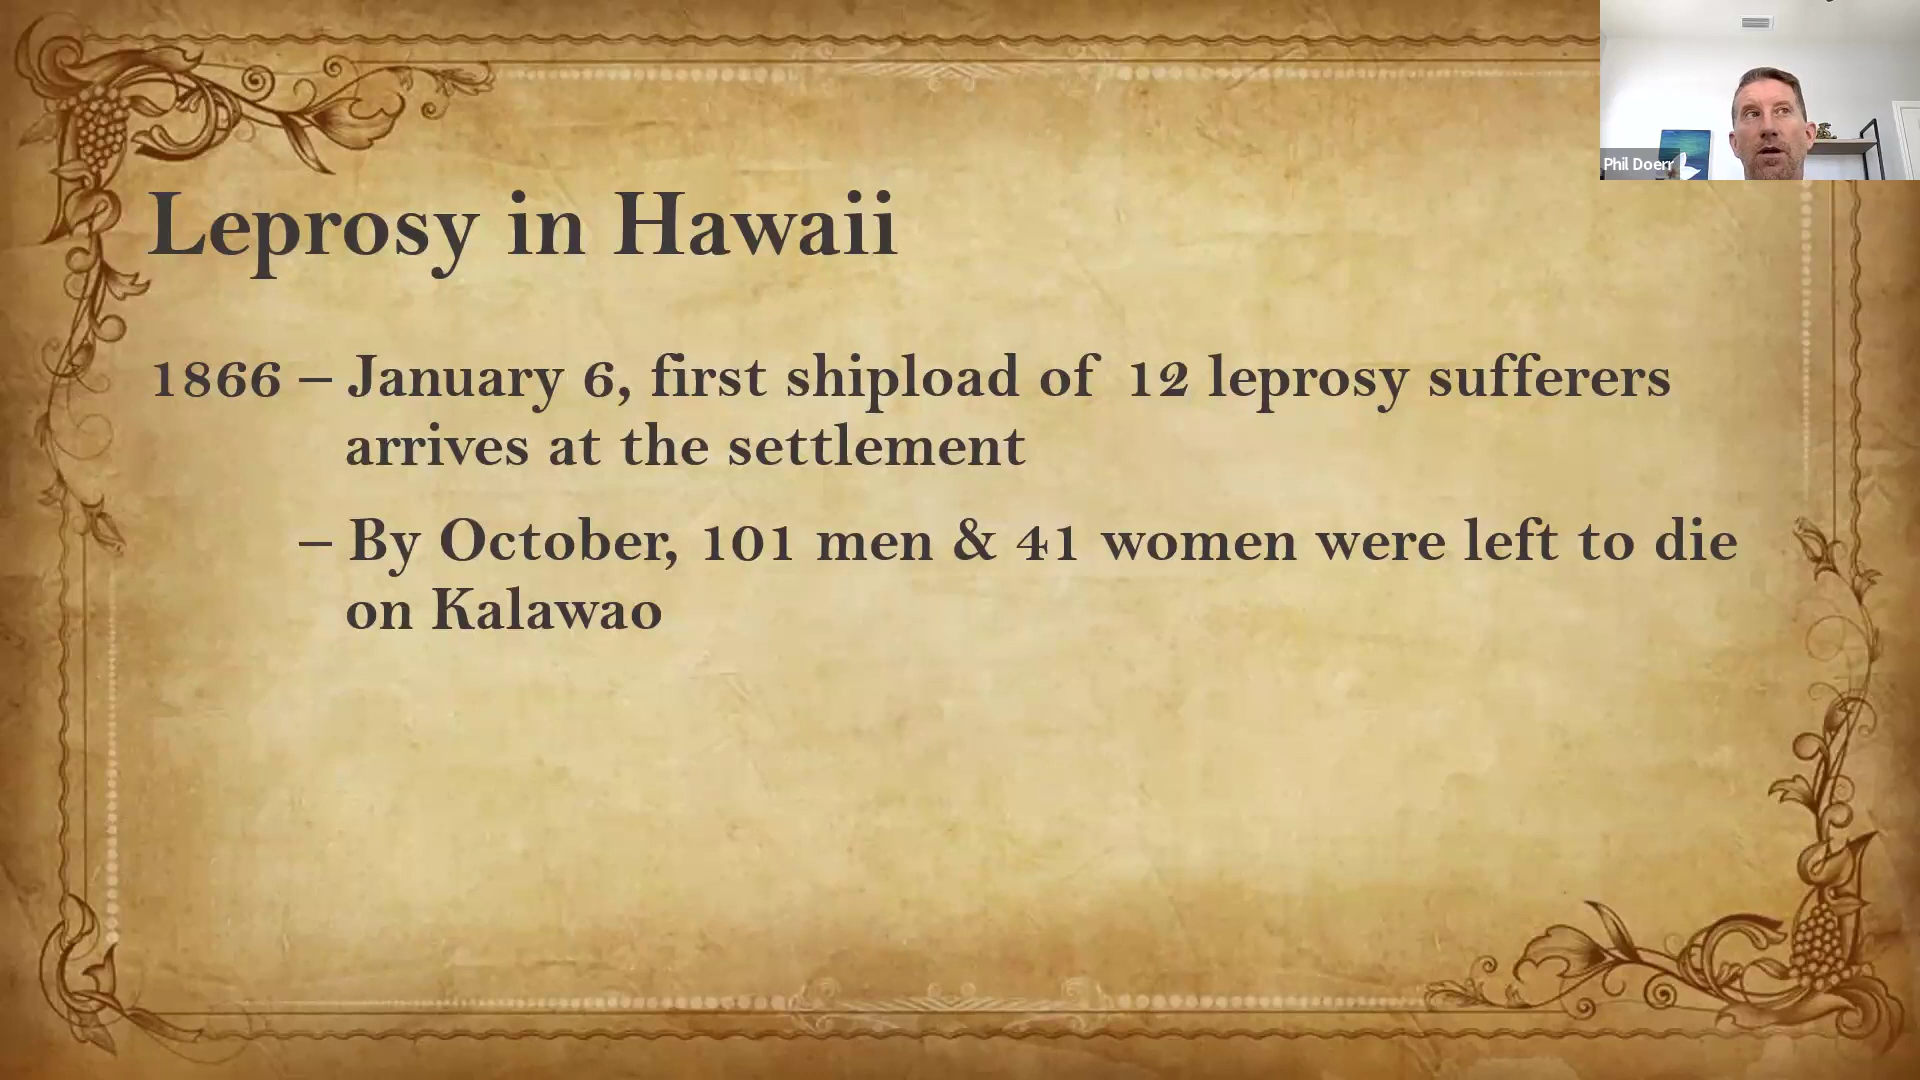 Phil Doerr
Leprosy in Hawaii
1866 – January 6, first shipload of 12 leprosy sufferers
arrives at the settlement
– By October, 101 men & 41 women were left to die
on Kalawao